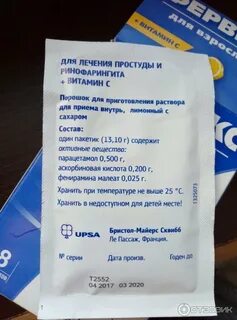 ДЛЯ ВЗРОСЛ
+ ВИТАМИН С
ДЛЯ ЛЕЧЕНИЯ ПРОСТУДЫ И
РИНОФАРИНГИТА
+ ВИТАМИН С
Порошок для приготовления раствора
для приема внутрь, лимонный с
сахаром
Состав:
один пакетик (13,10 г) содержит
активные вещества:
парацетамол 0,500 г,
аскорбиновая кислота 0,200 г,
фенирамина малеат 0,025 г.
Хранить при температуре не выше 25 °С.
Хранить в недоступном для детей месте!
UPSA
Бристол-Майерс Сквибб
Ле Пассаж, Франция.
№ серии
Дата произв.
Годен до
T2552
04 2017 03 2020
8